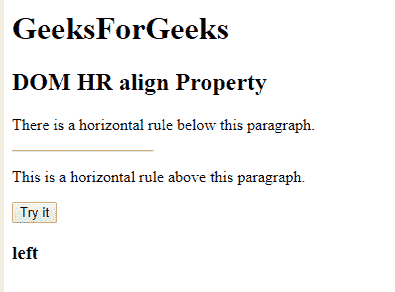 GeeksForGeeks
DOM HR align Property
There is a horizontal rule below this paragraph.
This is a horizontal rule above this paragraph.
Try it
left